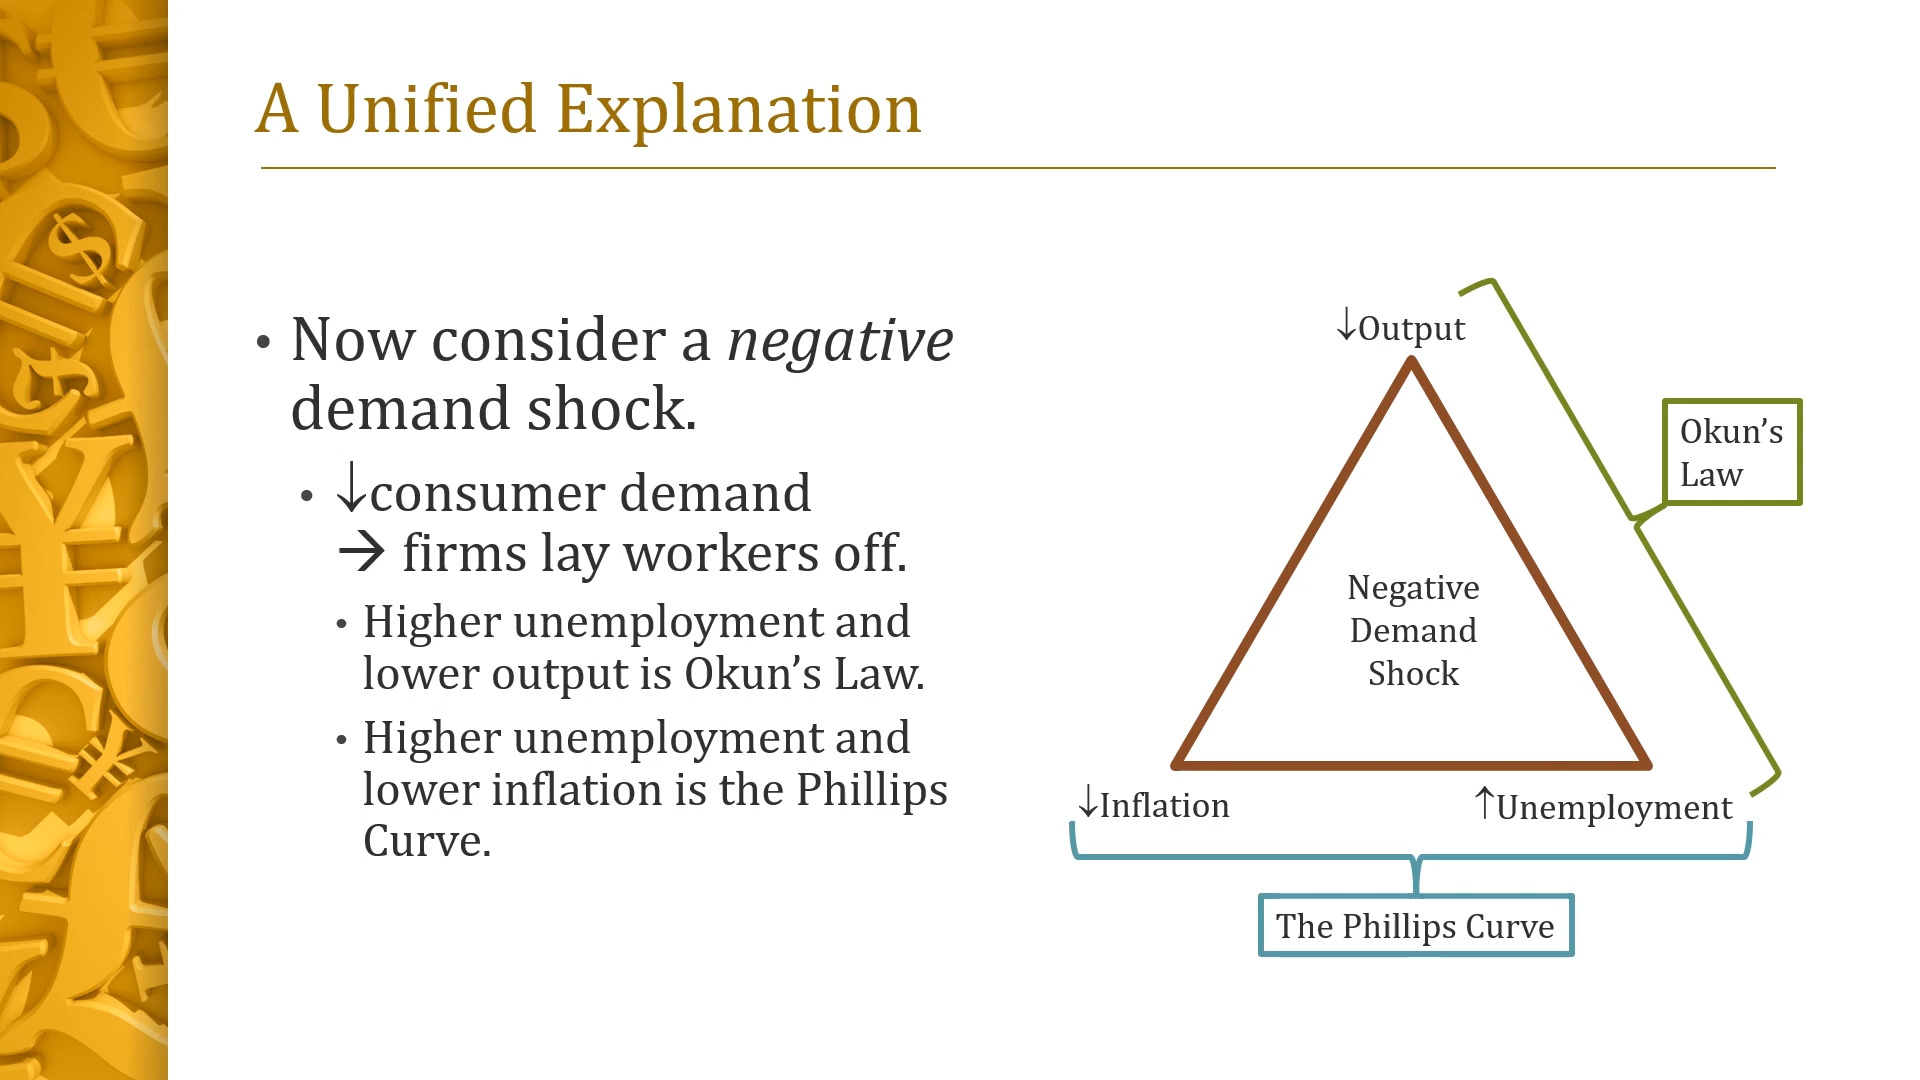 A Unified Explanation
• Now consider a negative
demand shock.
• ↓consumer demand
→ firms lay workers off.
• Higher unemployment and
lower output is Okun’s Law.
• Higher unemployment and
lower inflation is the Phillips
Curve.
↓Output
Okun’s
Law
Negative
Demand
Shock
↓Inflation
↑Unemployment
The Phillips Curve